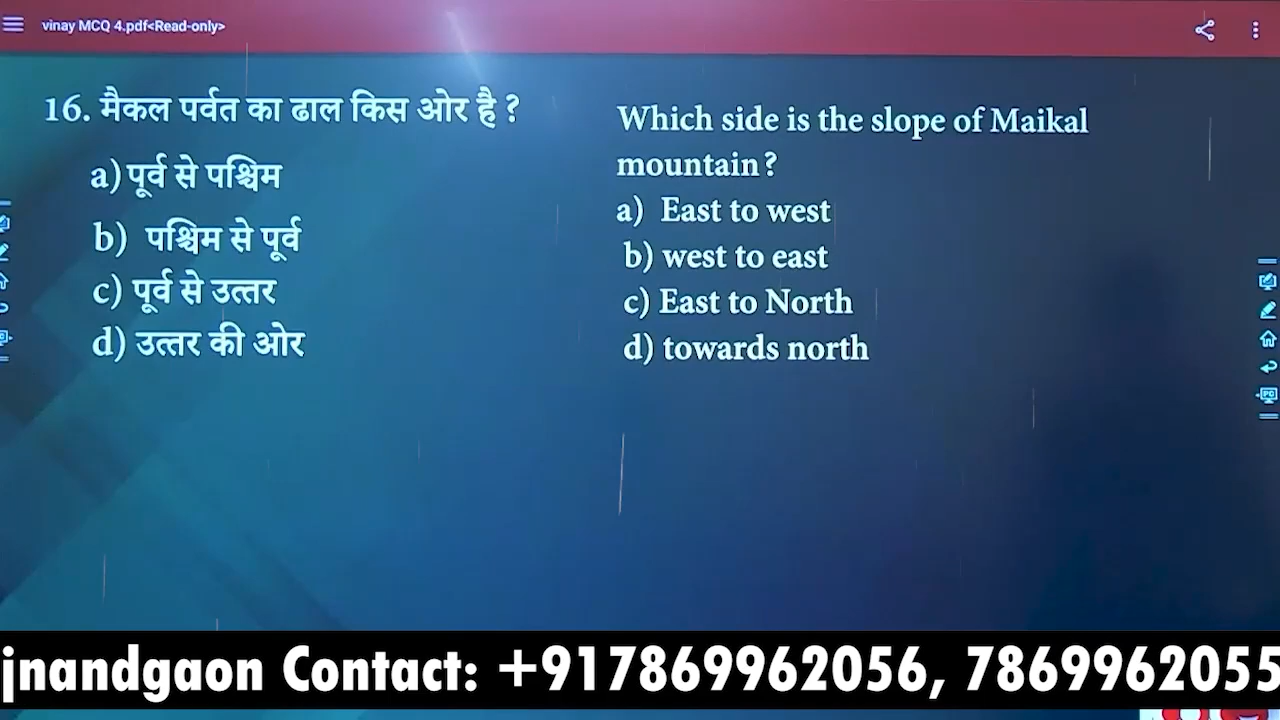 vinay MCQ 4.pdf<Read-only>
16. मैकल पर्वत का ढाल किस ओर है ?
a) पूर्व से पश्चिम
b) पश्चिम से पूर्व
c) पूर्व से उत्तर
d) उत्तर की ओर
Which side is the slope of Maikal
mountain?
a) East to west
b) west to east
c) East to North
d) towards north
jnandgaon Contact: +917869962056, 7869962055